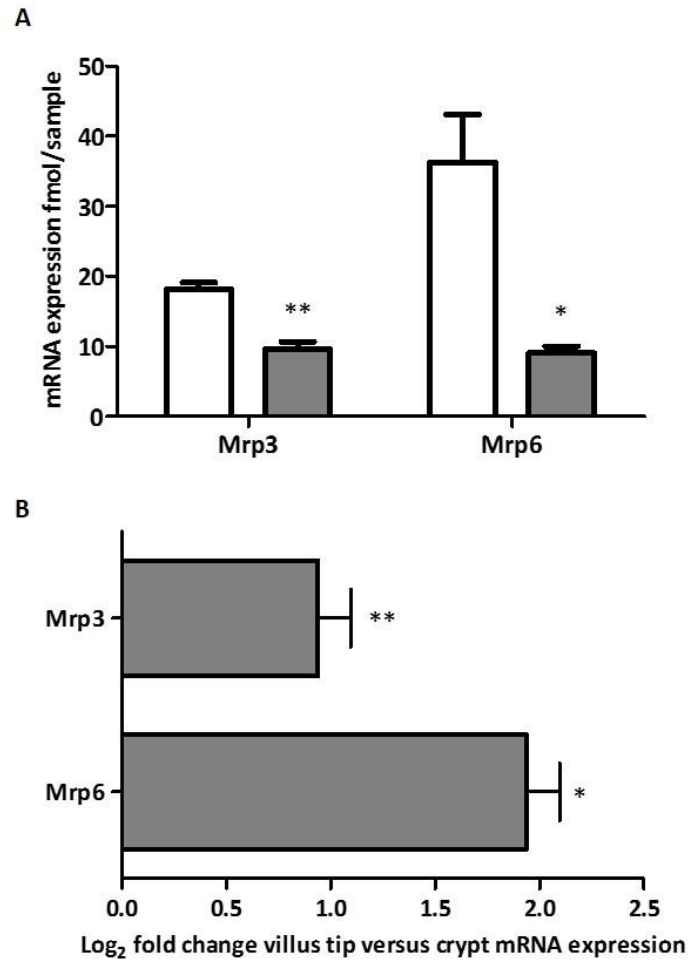 A
mRNA expression fmol/sample
50
40
30
20
10
0
**
*
Mrp3
Mrp6
B
Mrp3
**
Mrp6
*
0.0 0.5 1.0 1.5 2.0 2.5
Log₂ fold change villus tip versus crypt mRNA expression